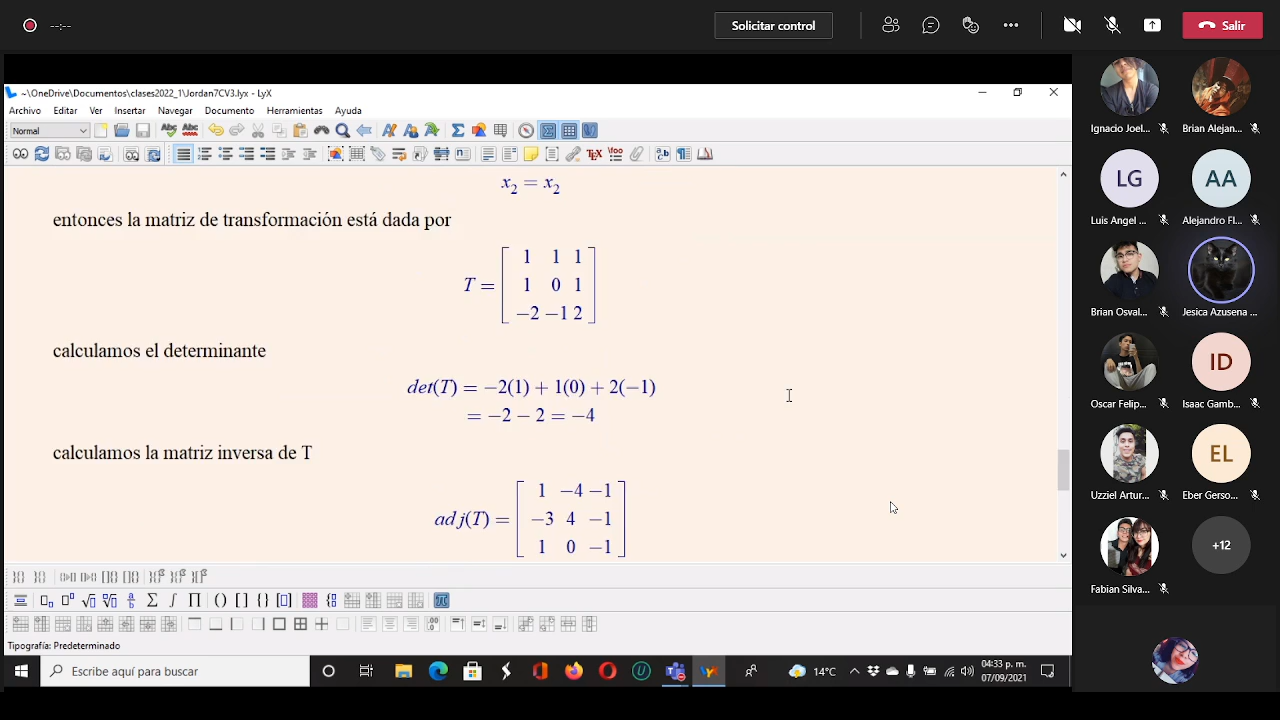 --:--
Solicitar control
Salir
~\OneDrive\Documentos\clases2022_1\Jordan7CV3.lyx - LyX
Archivo Editar Ver Insertar Navegar Documento Herramientas Ayuda
Normal
x₂ = x₂
entonces la matriz de transformación está dada por
1 1 1
T = 1 0 1
−2 −1 2
calculamos el determinante
det(T) = −2(1) + 1(0) + 2(−1)
= −2 − 2 = −4
calculamos la matriz inversa de T
1 −4 −1
adj(T) = −3 4 −1
1 0 −1
Tipografía: Predeterminado
Escribe aquí para buscar
14°C
04:33 p. m.
07/09/2021
Ignacio Joel...
Brian Alejan...
LG
AA
Luis Angel ...
Alejandro Fl...
Brian Osval...
Jesica Azusena ...
ID
Oscar Felip...
Isaac Gamb...
EL
Uzziel Artur...
Eber Gerso...
+12
Fabian Silva...